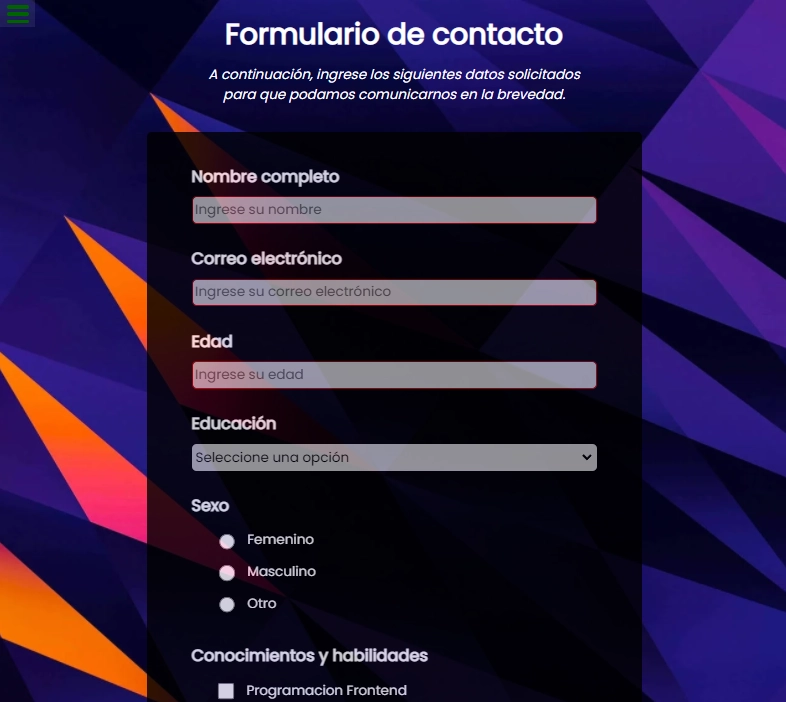 Formulario de contacto
A continuación, ingrese los siguientes datos solicitados
para que podamos comunicarnos en la brevedad.
Nombre completo
Ingrese su nombre
Correo electrónico
Ingrese su correo electrónico
Edad
Ingrese su edad
Educación
Seleccione una opción
Sexo
Femenino
Masculino
Otro
Conocimientos y habilidades
Programacion Frontend